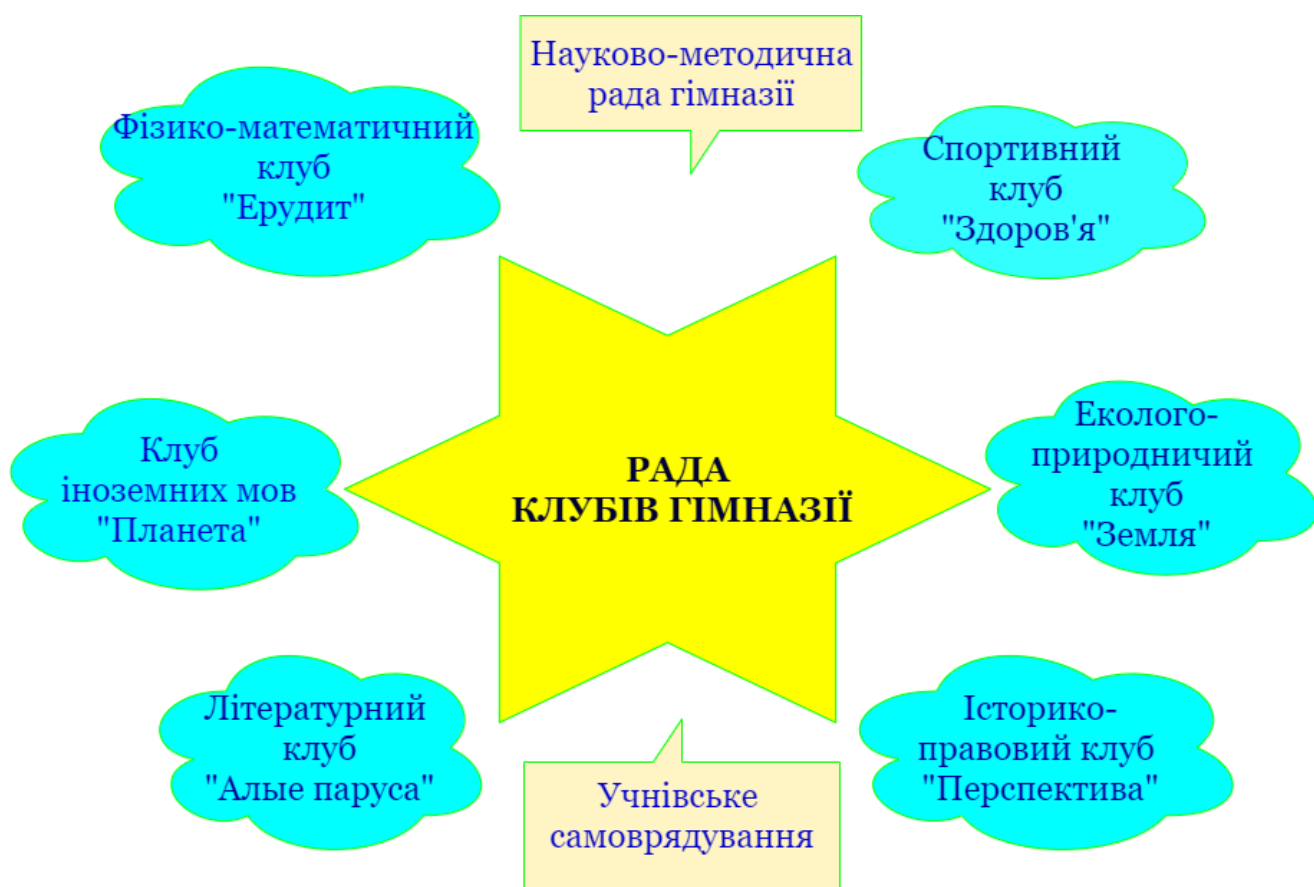 Науково-методична
рада гімназії
Фізико-математичний
клуб
"Ерудит"
Спортивний
клуб
"Здоров'я"
Клуб
іноземних мов
"Планета"
РАДА
КЛУБІВ ГІМНАЗІЇ
Еколого-
природничий
клуб
"Земля"
Літературний
клуб
"Алые паруса"
Учнівське
самоврядування
Історико-
правовий клуб
"Перспектива"